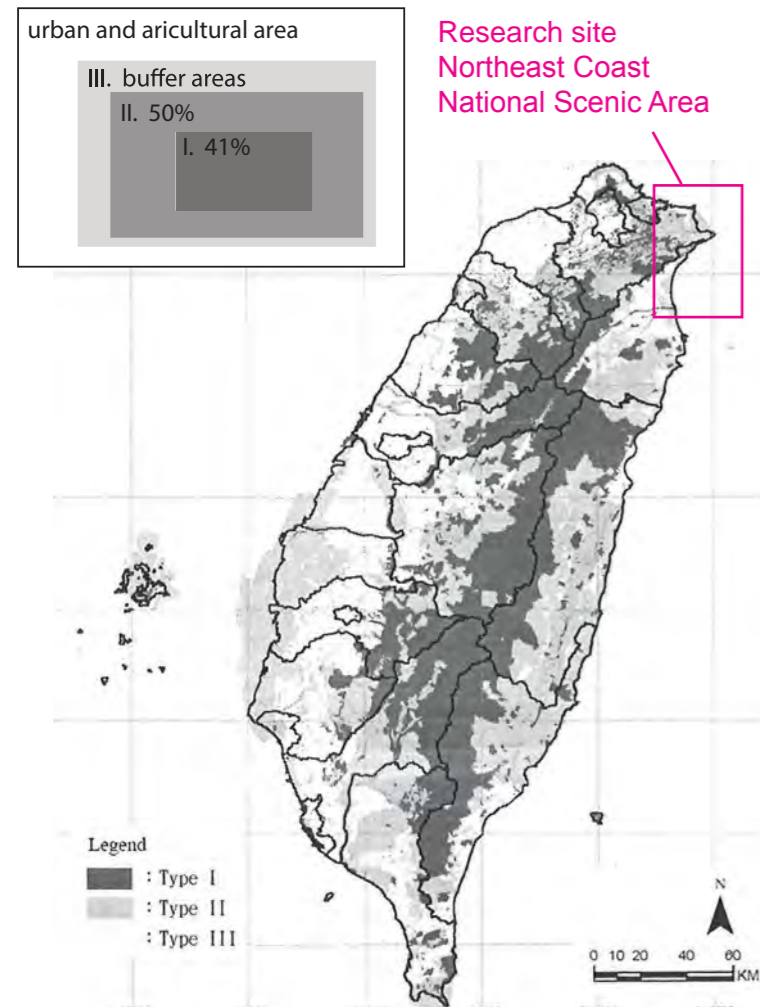 urban and aricultural area
III. buffer areas
II. 50%
I. 41%
Research site
Northeast Coast
National Scenic Area
Legend
: Type I
: Type II
: Type III
N
0 10 20 40 60
KM